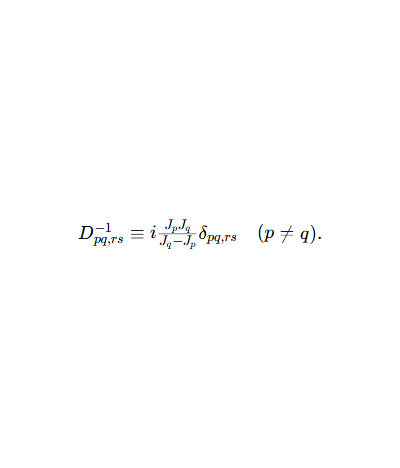 $D^{-1}_{pq,rs} \equiv i \frac{J_p J_q}{J_q - J_p} \delta_{pq,rs} \quad (p \neq q).$